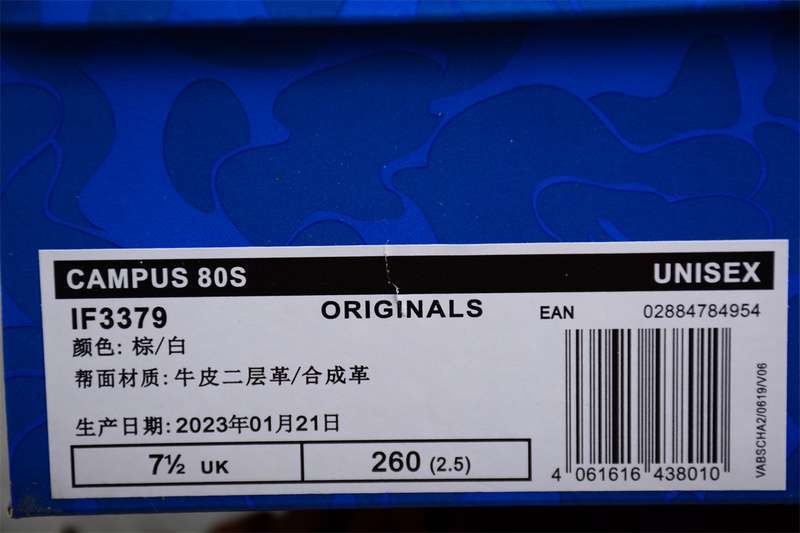 CAMPUS 80S UNISEX
IF3379 ORIGINALS EAN 02884784954
颜色: 棕/白
帮面材质: 牛皮二层革/合成革
生产日期: 2023年01月21日
7½ UK 260 (2.5)
4 061616 438010
VABSCHA2/0619/V06